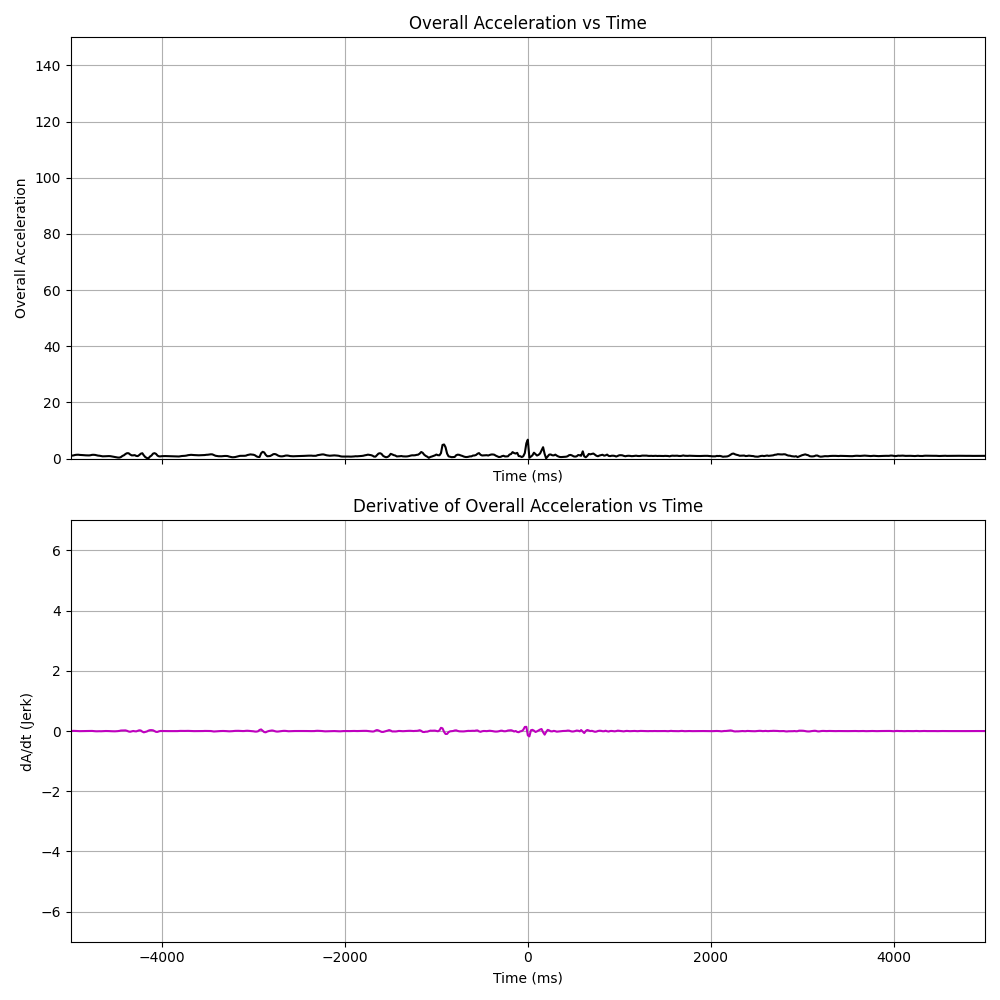 Overall Acceleration vs Time
140
120
100
80
60
40
20
0
Overall Acceleration
Time (ms)
Derivative of Overall Acceleration vs Time
6
4
2
0
−2
−4
−6
dA/dt (Jerk)
−4000 −2000 0 2000 4000
Time (ms)